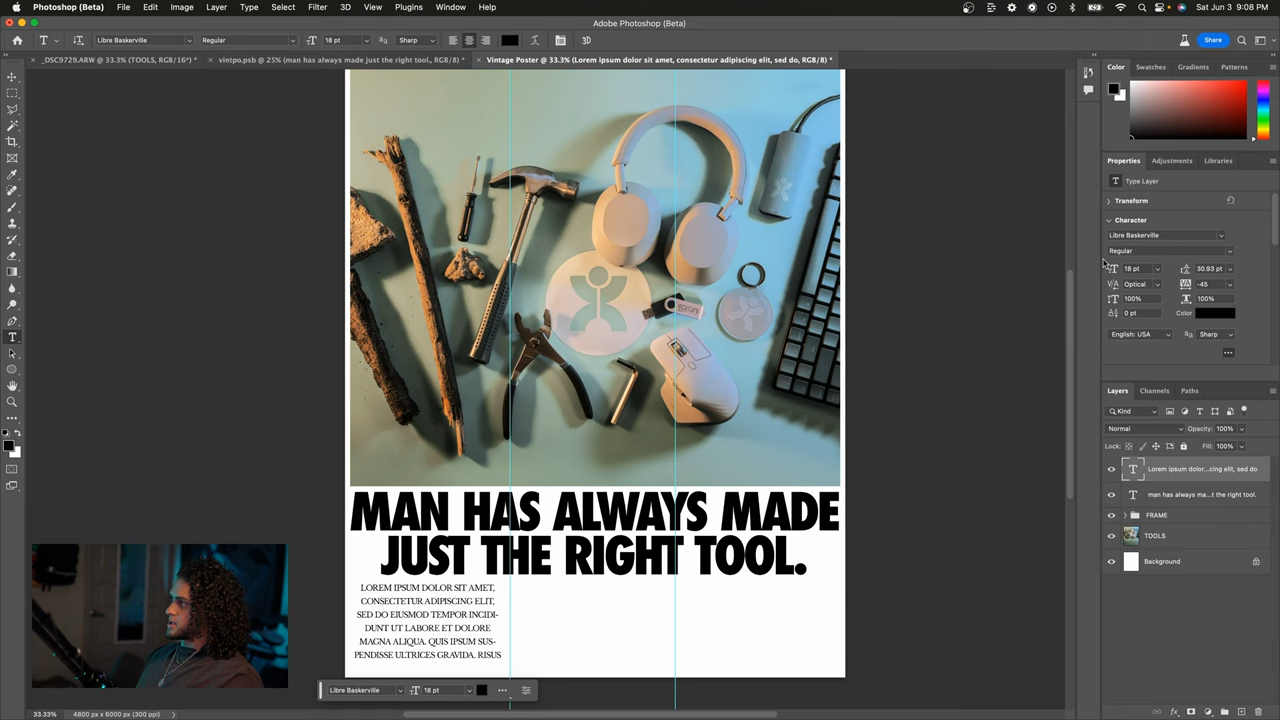 Photoshop (Beta) File Edit Image Layer Type Select Filter 3D View Plugins Window Help
Sat Jun 3 9:08 PM
Adobe Photoshop (Beta)
T Libre Baskerville Regular 18 pt Sharp 3D Share
_DSC9729.ARW @ 33.3% (TOOLS, RGB/16*) *
vintpo.psb @ 25% (man has always made just the right tool., RGB/8) *
Vintage Poster @ 33.3% (Lorem ipsum dolor sit amet, consectetur adipiscing elit, sed do, RGB/8) *
MAN HAS ALWAYS MADE
JUST THE RIGHT TOOL.
LOREM IPSUM DOLOR SIT AMET,
CONSECTETUR ADIPISCING ELIT,
SED DO EIUSMOD TEMPOR INCIDI-
DUNT UT LABORE ET DOLORE
MAGNA ALIQUA. QUIS IPSUM SUS-
PENDISSE ULTRICES GRAVIDA. RISUS
Libre Baskerville 18 pt
33.33% 4800 px x 6000 px (300 ppi)
Color Swatches Gradients Patterns
Properties Adjustments Libraries
T Type Layer
Transform
Character
Libre Baskerville
Regular
18 pt 30.93 pt
Optical -45
100% 100%
0 pt Color
English: USA Sharp
Layers Channels Paths
Kind
Normal Opacity: 100%
Lock: Fill: 100%
T Lorem ipsum dolor...cing elit, sed do
T man has always ma...t the right tool.
FRAME
TOOLS
Background